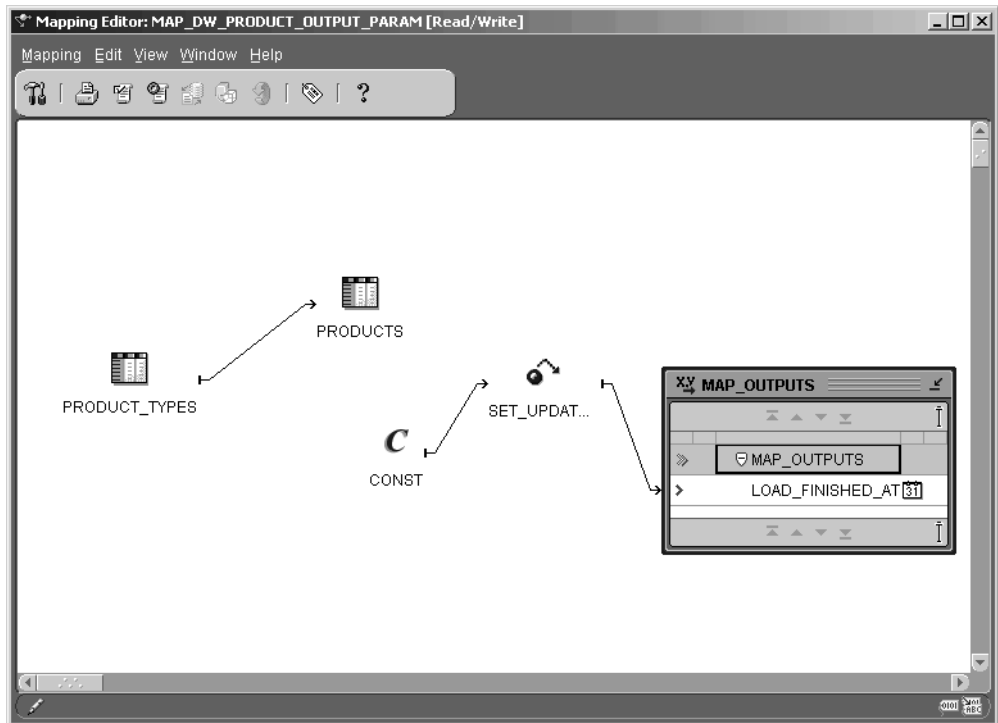 Mapping Editor: MAP_DW_PRODUCT_OUTPUT_PARAM [Read/Write]
Mapping Edit View Window Help
PRODUCTS
PRODUCT_TYPES
SET_UPDAT...
C
CONST
X,Y MAP_OUTPUTS
MAP_OUTPUTS
LOAD_FINISHED_AT 31